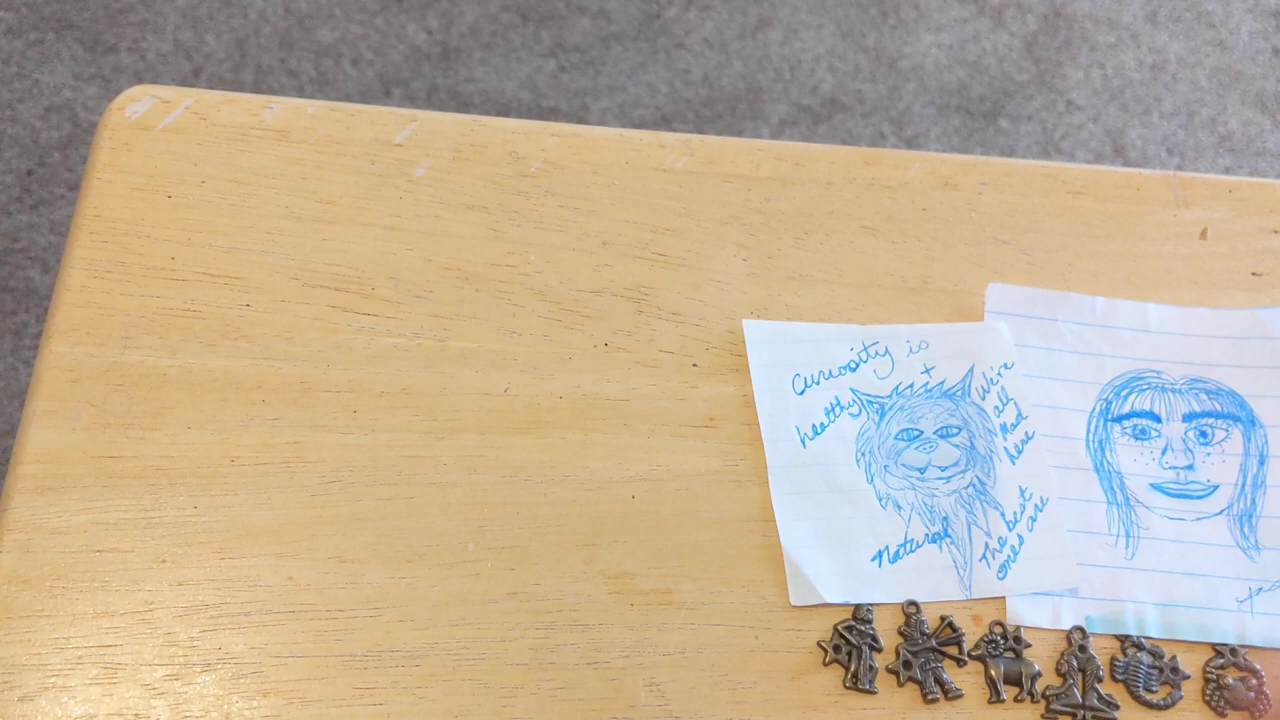 curiosity is
+
healthy
Natural
We're
all
Mad
here
The best
ones are